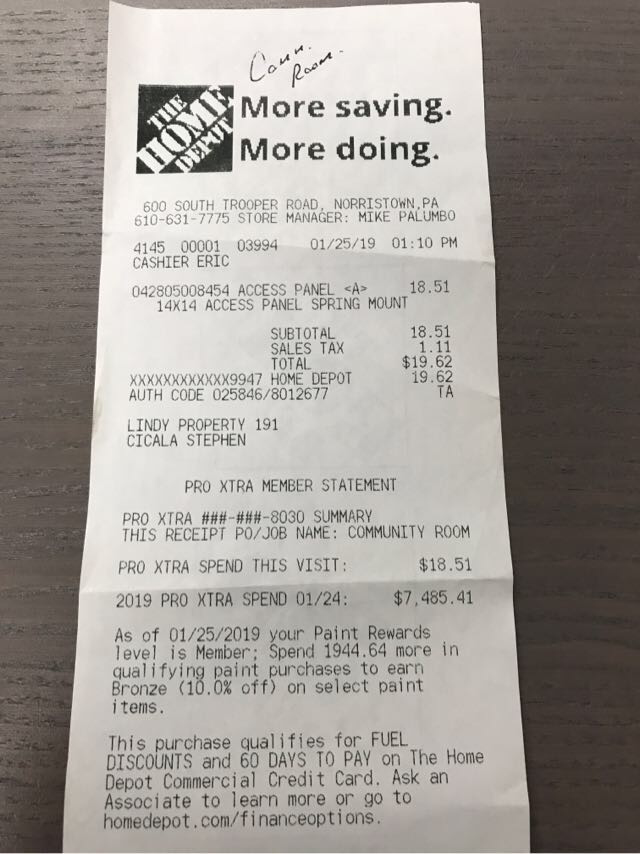 Comm.
Room.
THE
HOME
DEPOT
More saving.
More doing.
600 SOUTH TROOPER ROAD, NORRISTOWN,PA
610-631-7775 STORE MANAGER: MIKE PALUMBO
4145 00001 03994 01/25/19 01:10 PM
CASHIER ERIC
042805008454 ACCESS PANEL <A> 18.51
14X14 ACCESS PANEL SPRING MOUNT
SUBTOTAL 18.51
SALES TAX 1.11
TOTAL $19.62
XXXXXXXXXXXX9947 HOME DEPOT 19.62
AUTH CODE 025846/8012677 TA
LINDY PROPERTY 191
CICALA STEPHEN
PRO XTRA MEMBER STATEMENT
PRO XTRA ###-###-8030 SUMMARY
THIS RECEIPT PO/JOB NAME: COMMUNITY ROOM
PRO XTRA SPEND THIS VISIT: $18.51
2019 PRO XTRA SPEND 01/24: $7,485.41
As of 01/25/2019 your Paint Rewards
level is Member; Spend 1944.64 more in
qualifying paint purchases to earn
Bronze (10.0% off) on select paint
items.
This purchase qualifies for FUEL
DISCOUNTS and 60 DAYS TO PAY on The Home
Depot Commercial Credit Card. Ask an
Associate to learn more or go to
homedepot.com/financeoptions.